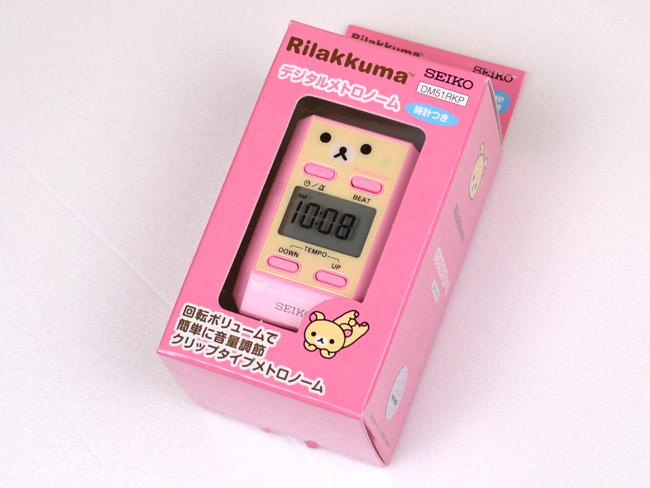 Rilakkuma™
SEIKO
SEIKO
DM51RKP
デジタルメトロノーム
時計つき
♩/♫
BEAT
AM
10:08
TEMPO
DOWN
UP
SEIKO
回転ボリュームで
簡単に音量調節
クリップタイプメトロノーム